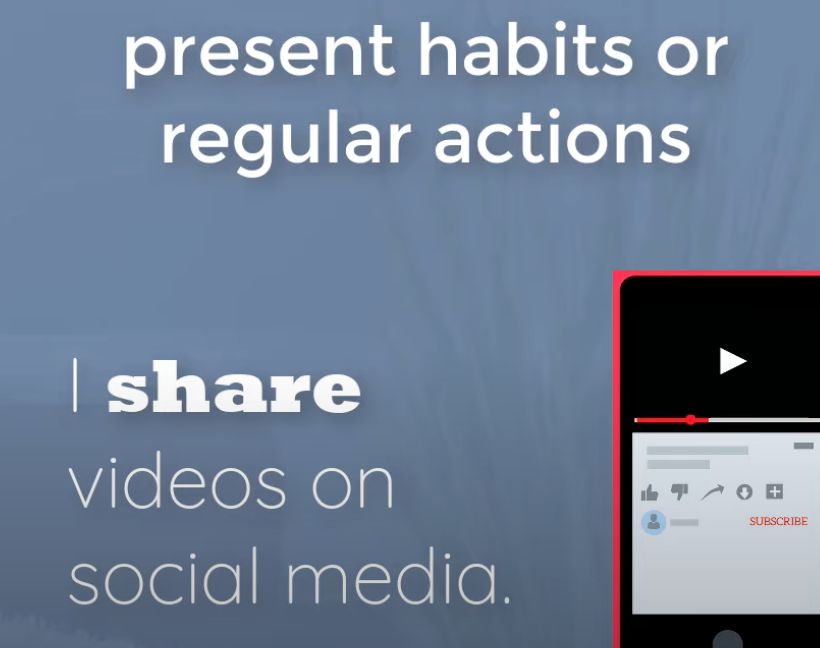 present habits or
regular actions
I share
videos on
social media.
SUBSCRIBE